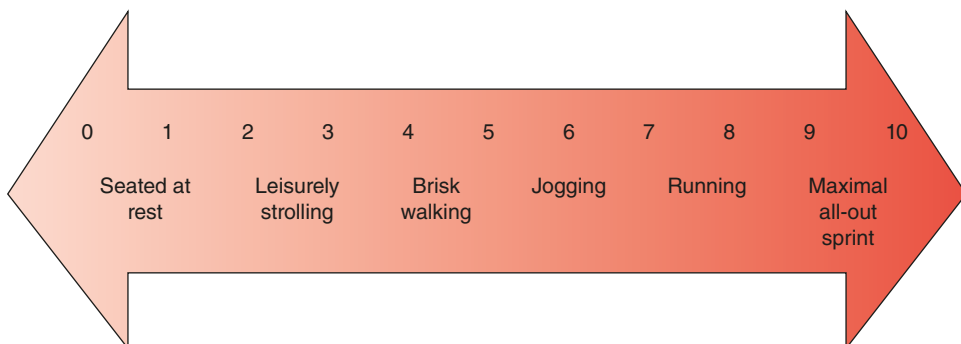 0 1 2 3 4 5 6 7 8 9 10
Seated at Leisurely Brisk Jogging Running Maximal
rest strolling walking all-out
sprint